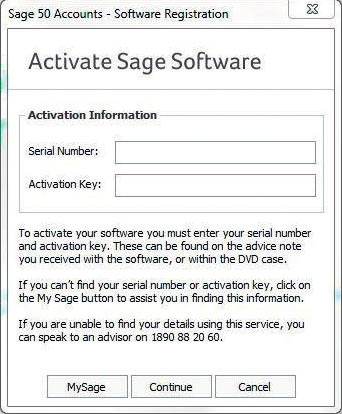 Sage 50 Accounts - Software Registration
Activate Sage Software
Activation Information
Serial Number:
Activation Key:
To activate your software you must enter your serial number
and activation key. These can be found on the advice note
you received with the software, or within the DVD case.
If you can't find your serial number or activation key, click on
the My Sage button to assist you in finding this information.
If you are unable to find your details using this service, you
can speak to an advisor on 1890 88 20 60.
MySage
Continue
Cancel